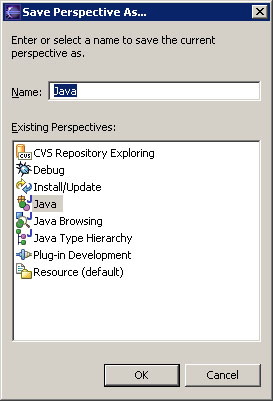 Save Perspective As...
Enter or select a name to save the current
perspective as.
Name: Java
Existing Perspectives:
CVS Repository Exploring
Debug
Install/Update
Java
Java Browsing
Java Type Hierarchy
Plug-in Development
Resource (default)
OK Cancel